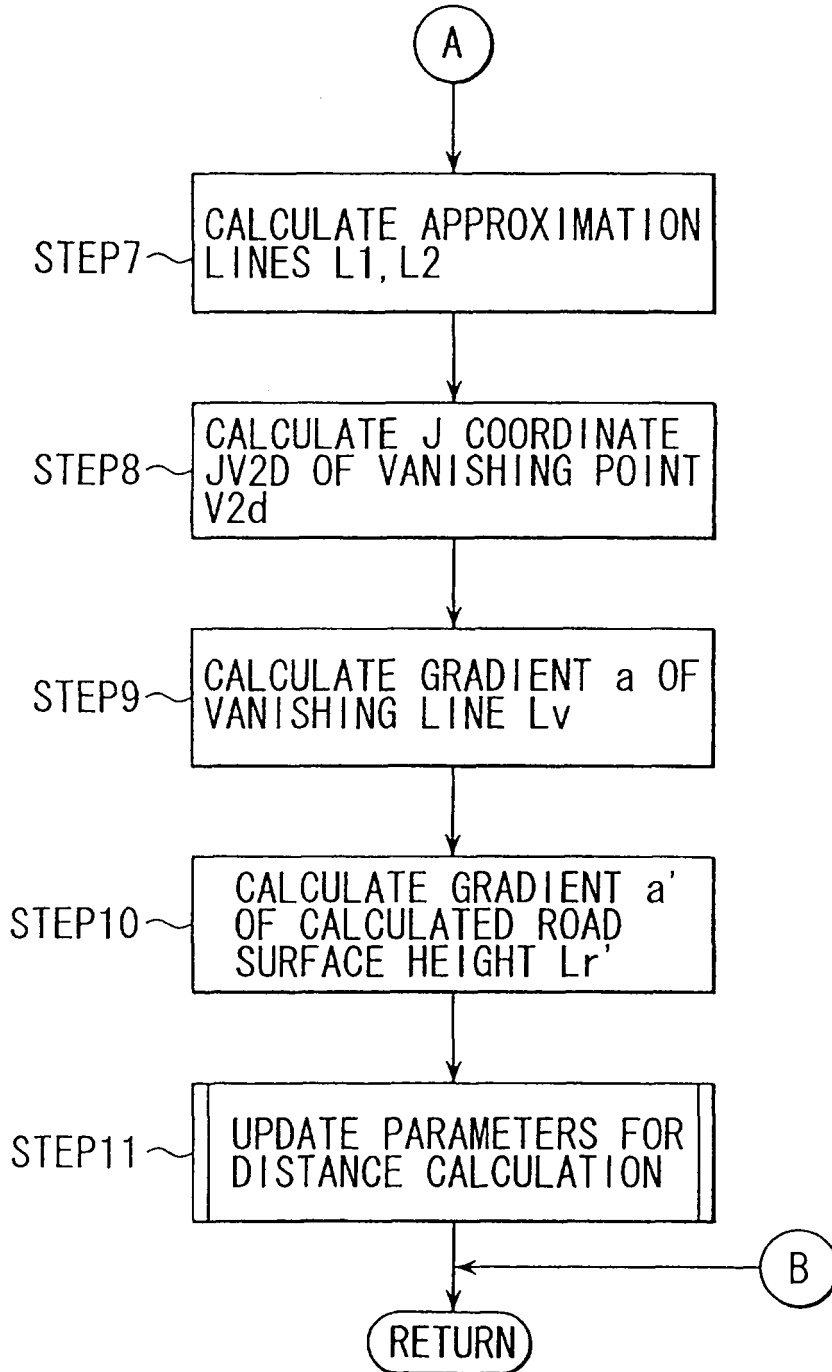 A
STEP7
CALCULATE APPROXIMATION
LINES L1, L2
STEP8
CALCULATE J COORDINATE
JV2D OF VANISHING POINT
V2d
STEP9
CALCULATE GRADIENT a OF
VANISHING LINE Lv
STEP10
CALCULATE GRADIENT a'
OF CALCULATED ROAD
SURFACE HEIGHT Lr'
STEP11
UPDATE PARAMETERS FOR
DISTANCE CALCULATION
B
RETURN